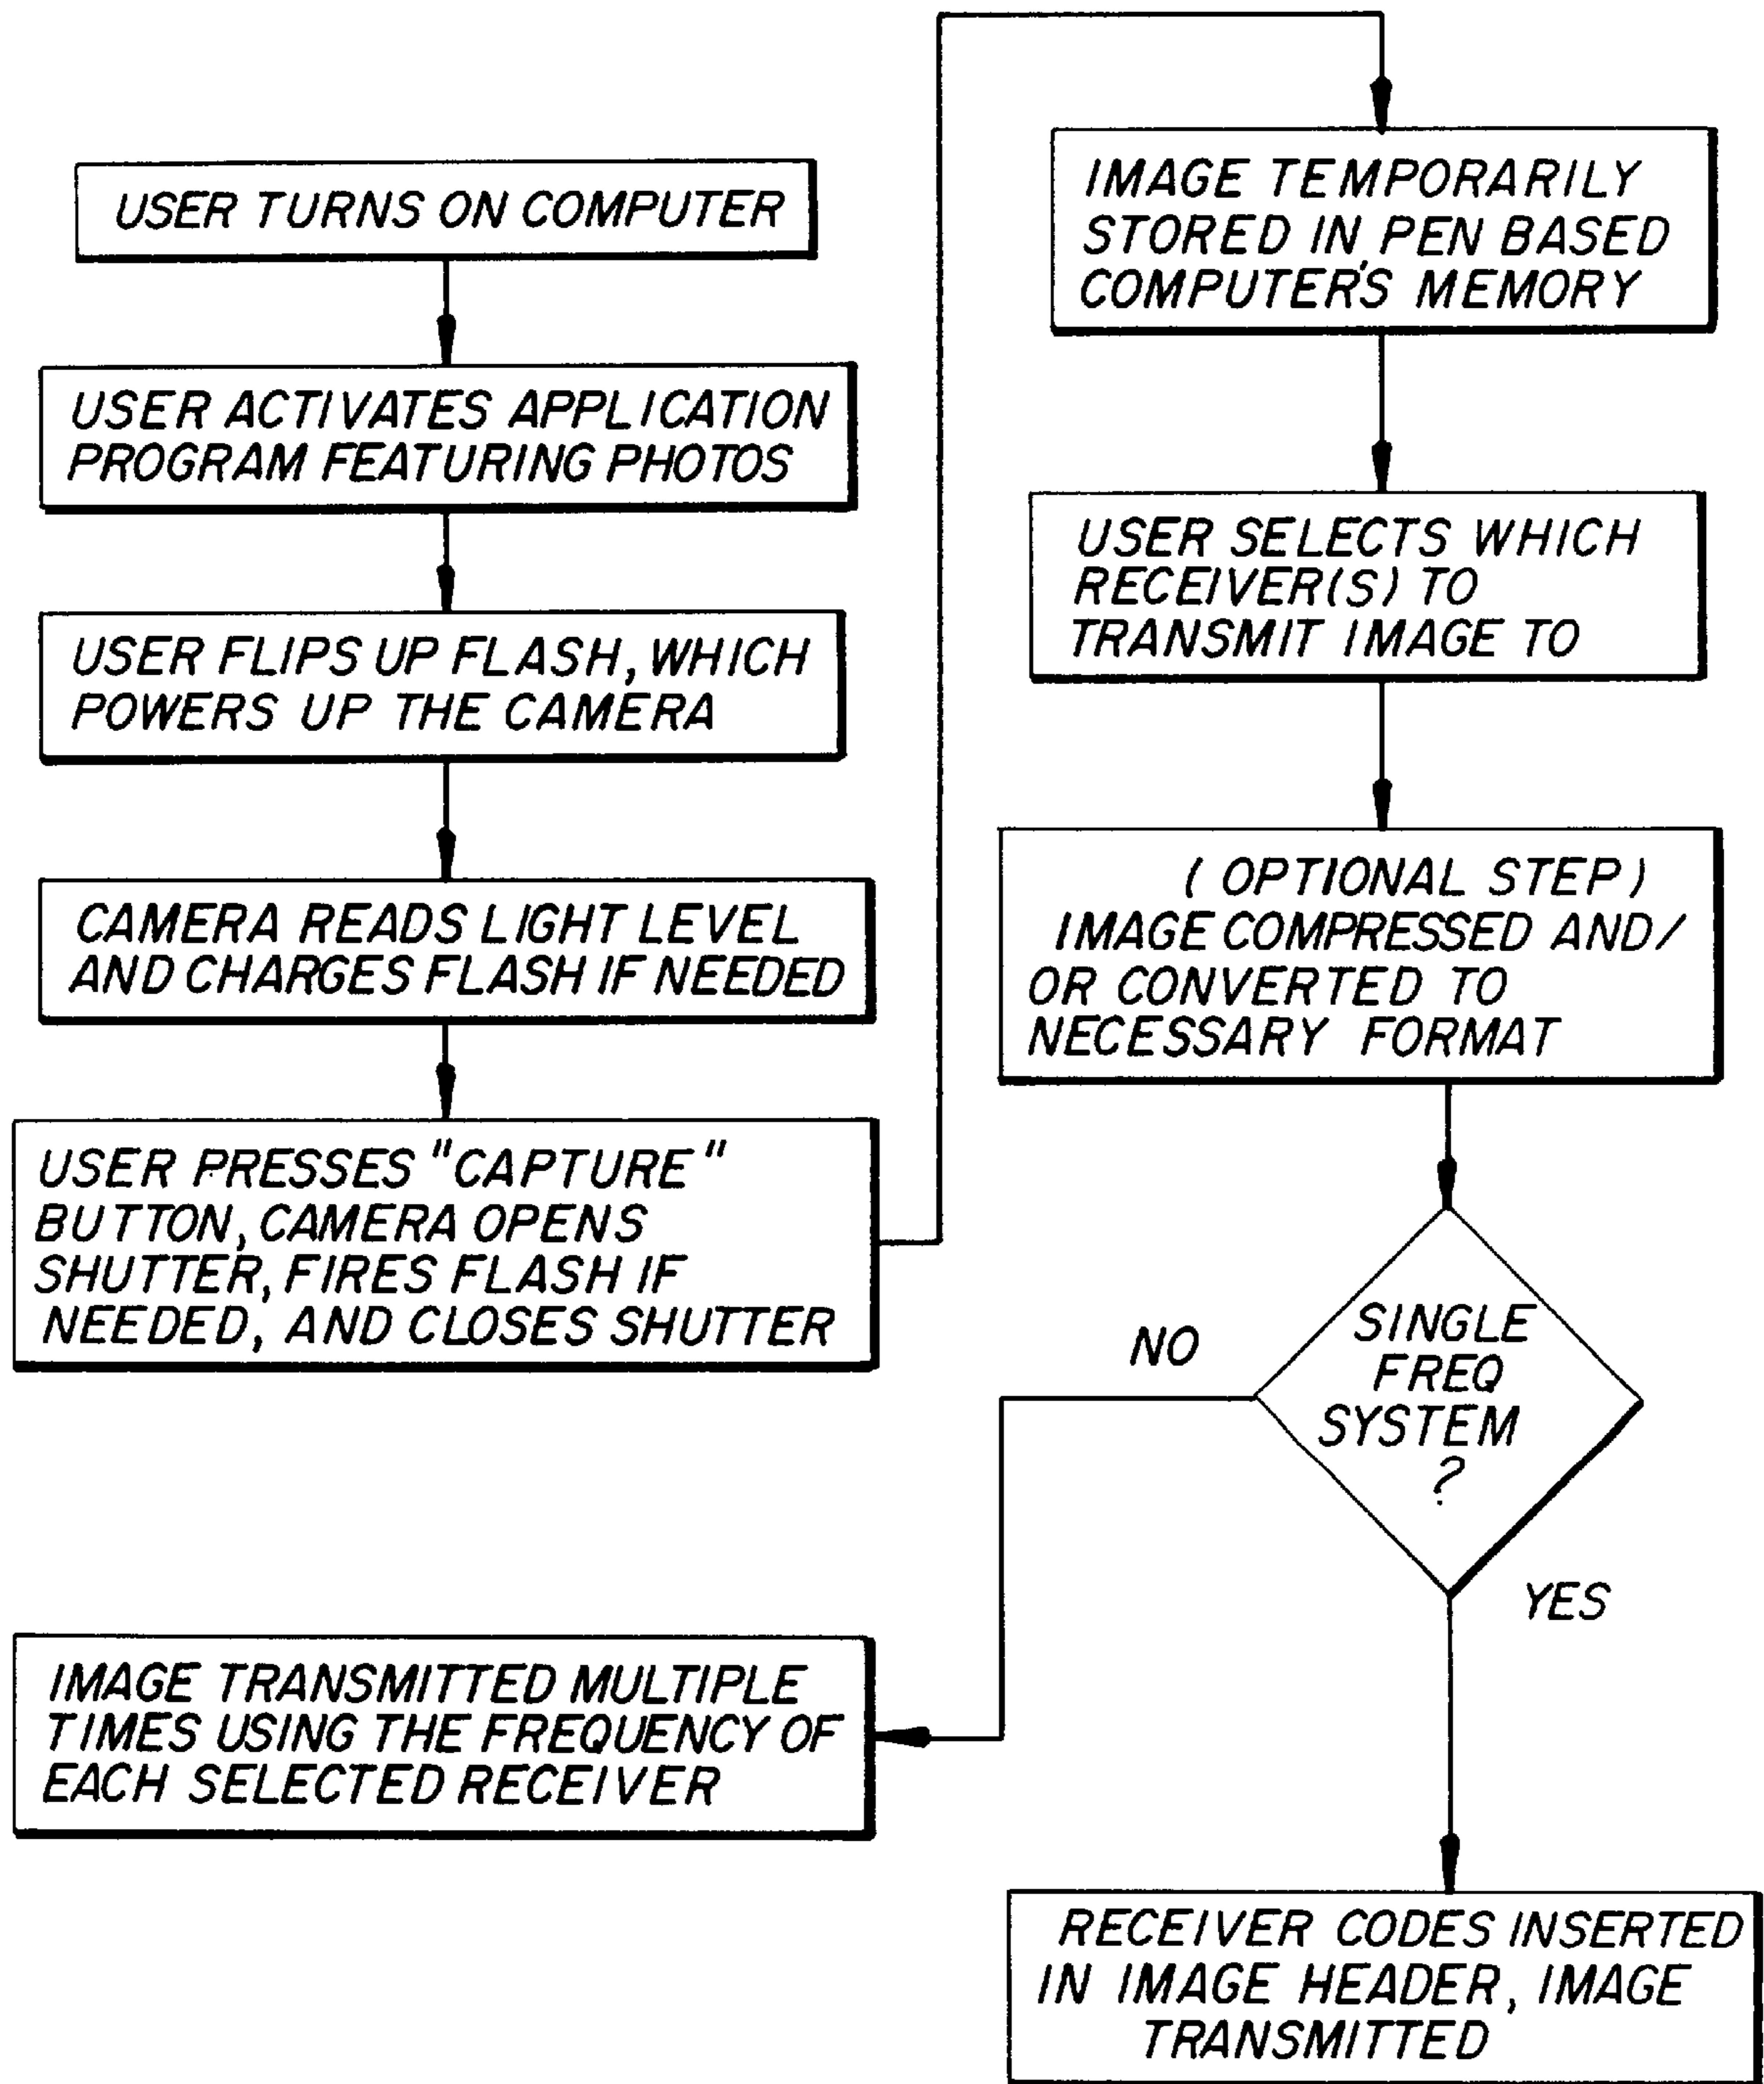 USER TURNS ON COMPUTER
USER ACTIVATES APPLICATION
PROGRAM FEATURING PHOTOS
USER FLIPS UP FLASH, WHICH
POWERS UP THE CAMERA
CAMERA READS LIGHT LEVEL
AND CHARGES FLASH IF NEEDED
USER PRESSES "CAPTURE"
BUTTON, CAMERA OPENS
SHUTTER, FIRES FLASH IF
NEEDED, AND CLOSES SHUTTER
IMAGE TEMPORARILY
STORED IN PEN BASED
COMPUTER'S MEMORY
USER SELECTS WHICH
RECEIVER(S) TO
TRANSMIT IMAGE TO
(OPTIONAL STEP)
IMAGE COMPRESSED AND/
OR CONVERTED TO
NECESSARY FORMAT
SINGLE
FREQ
SYSTEM
?
NO
YES
IMAGE TRANSMITTED MULTIPLE
TIMES USING THE FREQUENCY OF
EACH SELECTED RECEIVER
RECEIVER CODES INSERTED
IN IMAGE HEADER, IMAGE
TRANSMITTED